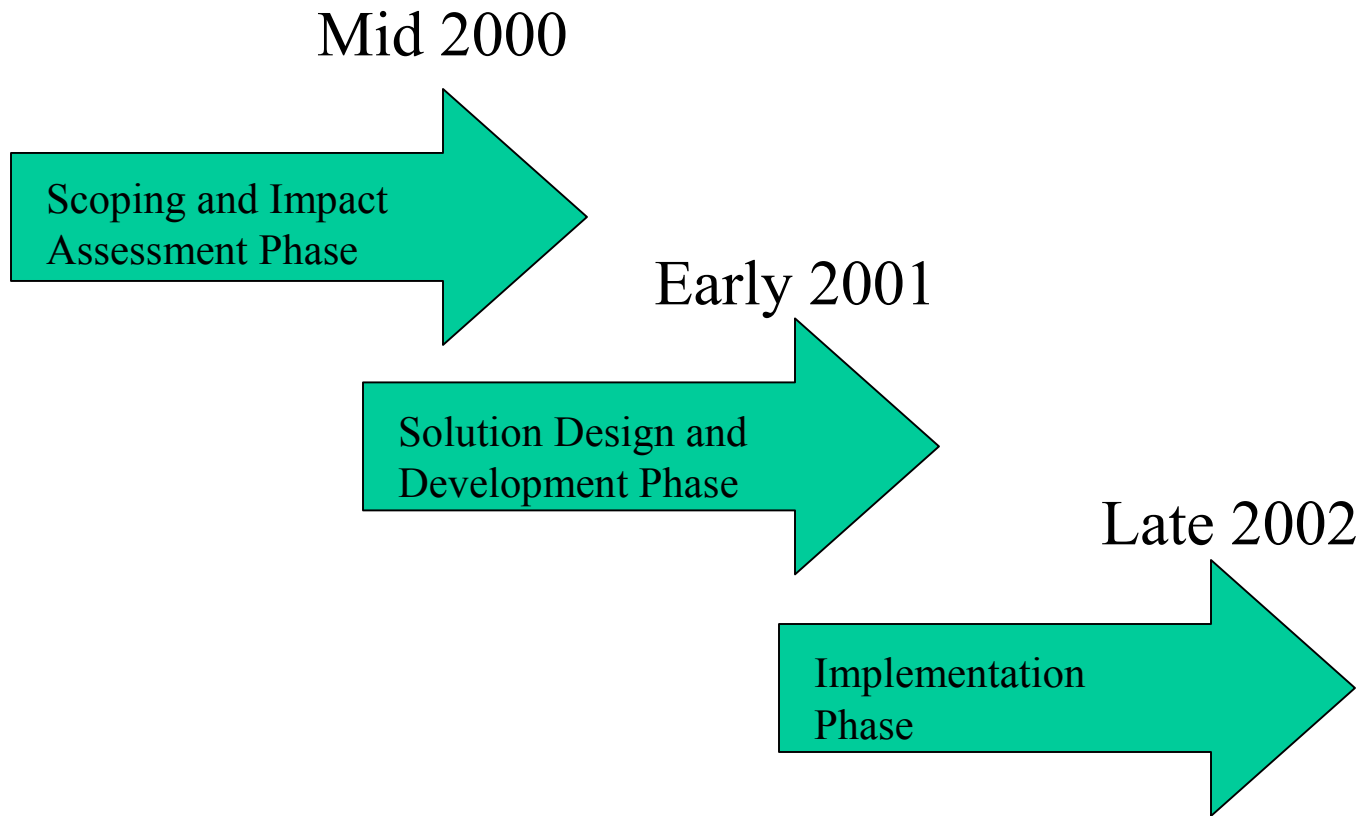 Mid 2000
Scoping and Impact
Assessment Phase
Early 2001
Solution Design and
Development Phase
Late 2002
Implementation
Phase